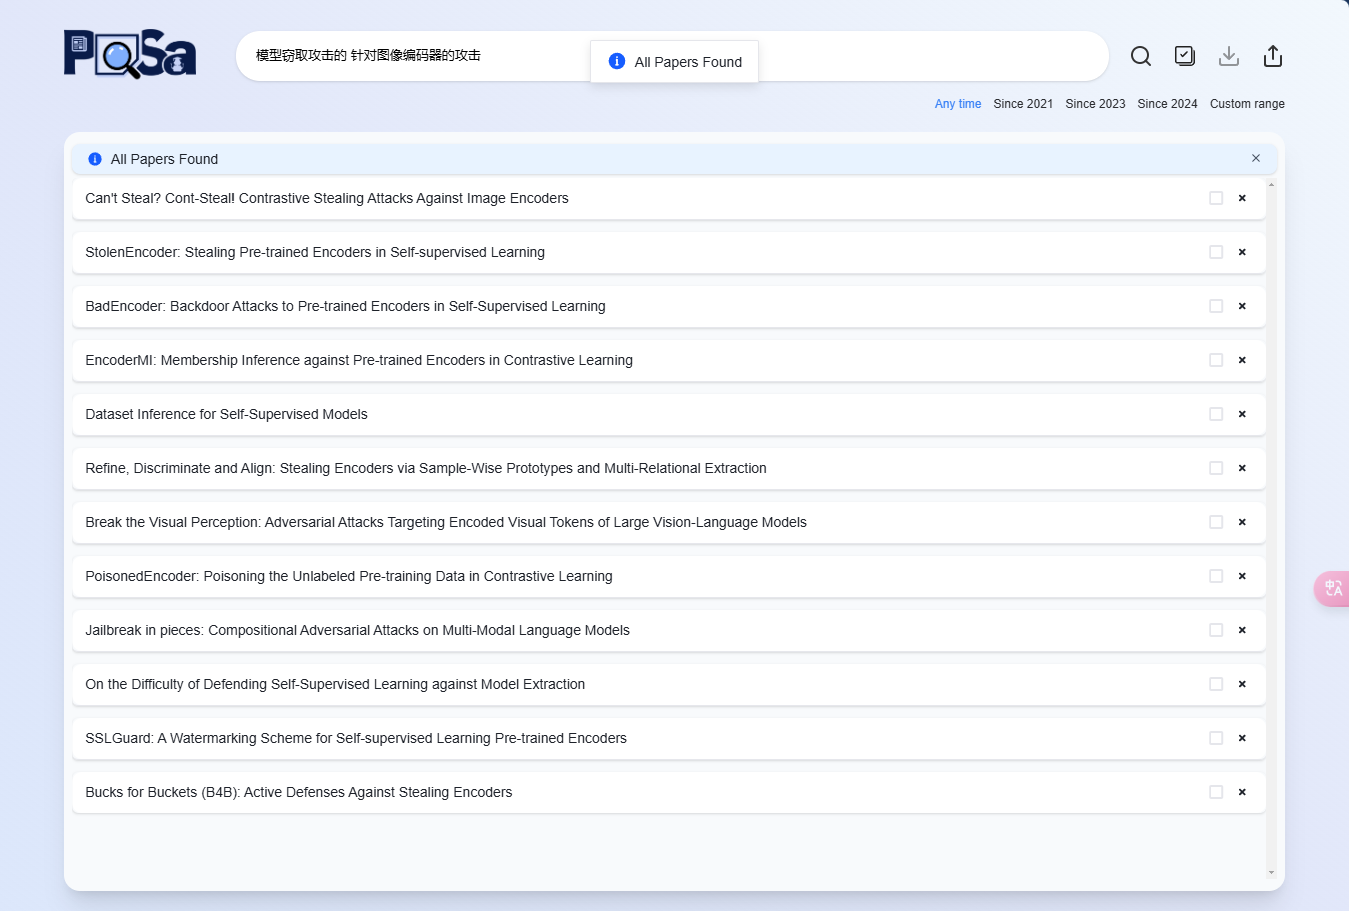 PaSa
模型窃取攻击的 针对图像编码器的攻击
All Papers Found
Any time Since 2021 Since 2023 Since 2024 Custom range
All Papers Found
Can't Steal? Cont-Steal! Contrastive Stealing Attacks Against Image Encoders
StolenEncoder: Stealing Pre-trained Encoders in Self-supervised Learning
BadEncoder: Backdoor Attacks to Pre-trained Encoders in Self-Supervised Learning
EncoderMI: Membership Inference against Pre-trained Encoders in Contrastive Learning
Dataset Inference for Self-Supervised Models
Refine, Discriminate and Align: Stealing Encoders via Sample-Wise Prototypes and Multi-Relational Extraction
Break the Visual Perception: Adversarial Attacks Targeting Encoded Visual Tokens of Large Vision-Language Models
PoisonedEncoder: Poisoning the Unlabeled Pre-training Data in Contrastive Learning
Jailbreak in pieces: Compositional Adversarial Attacks on Multi-Modal Language Models
On the Difficulty of Defending Self-Supervised Learning against Model Extraction
SSLGuard: A Watermarking Scheme for Self-supervised Learning Pre-trained Encoders
Bucks for Buckets (B4B): Active Defenses Against Stealing Encoders
中A